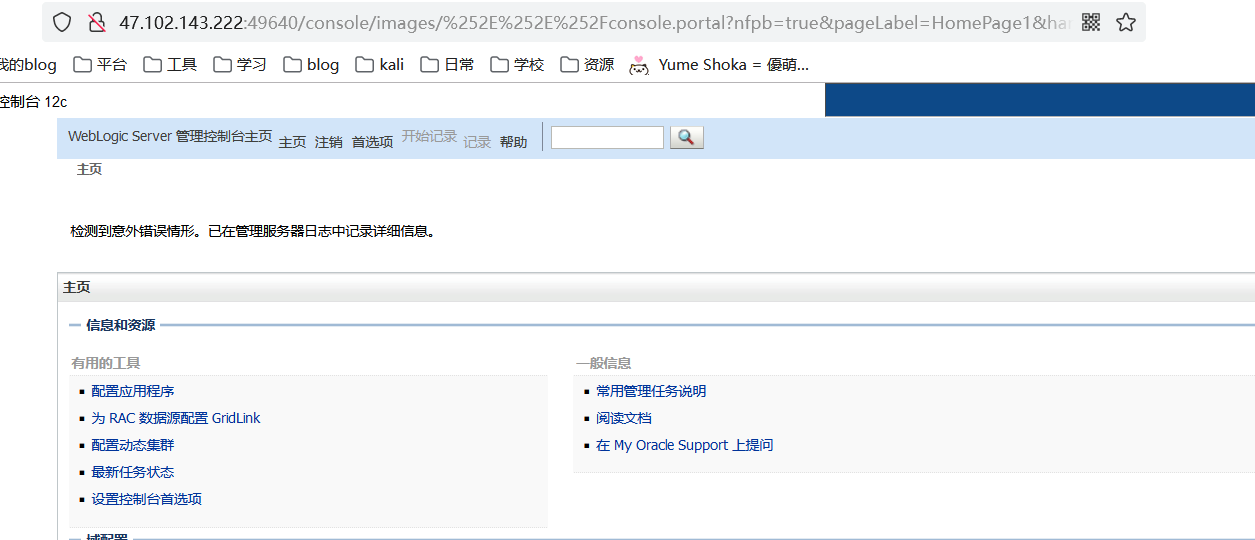 47.102.143.222:49640/console/images/%252E%252E%252Fconsole.portal?nfpb=true&pageLabel=HomePage1&ha
我的blog 平台 工具 学习 blog kali 日常 学校 资源 Yume Shoka = 優萌...
控制台 12c
WebLogic Server 管理控制台主页 主页 注销 首选项 开始记录 记录 帮助
主页
检测到意外错误情形。已在管理服务器日志中记录详细信息。
主页
信息和资源
有用的工具
配置应用程序
为 RAC 数据源配置 GridLink
配置动态集群
最新任务状态
设置控制台首选项
一般信息
常用管理任务说明
阅读文档
在 My Oracle Support 上提问
域配置